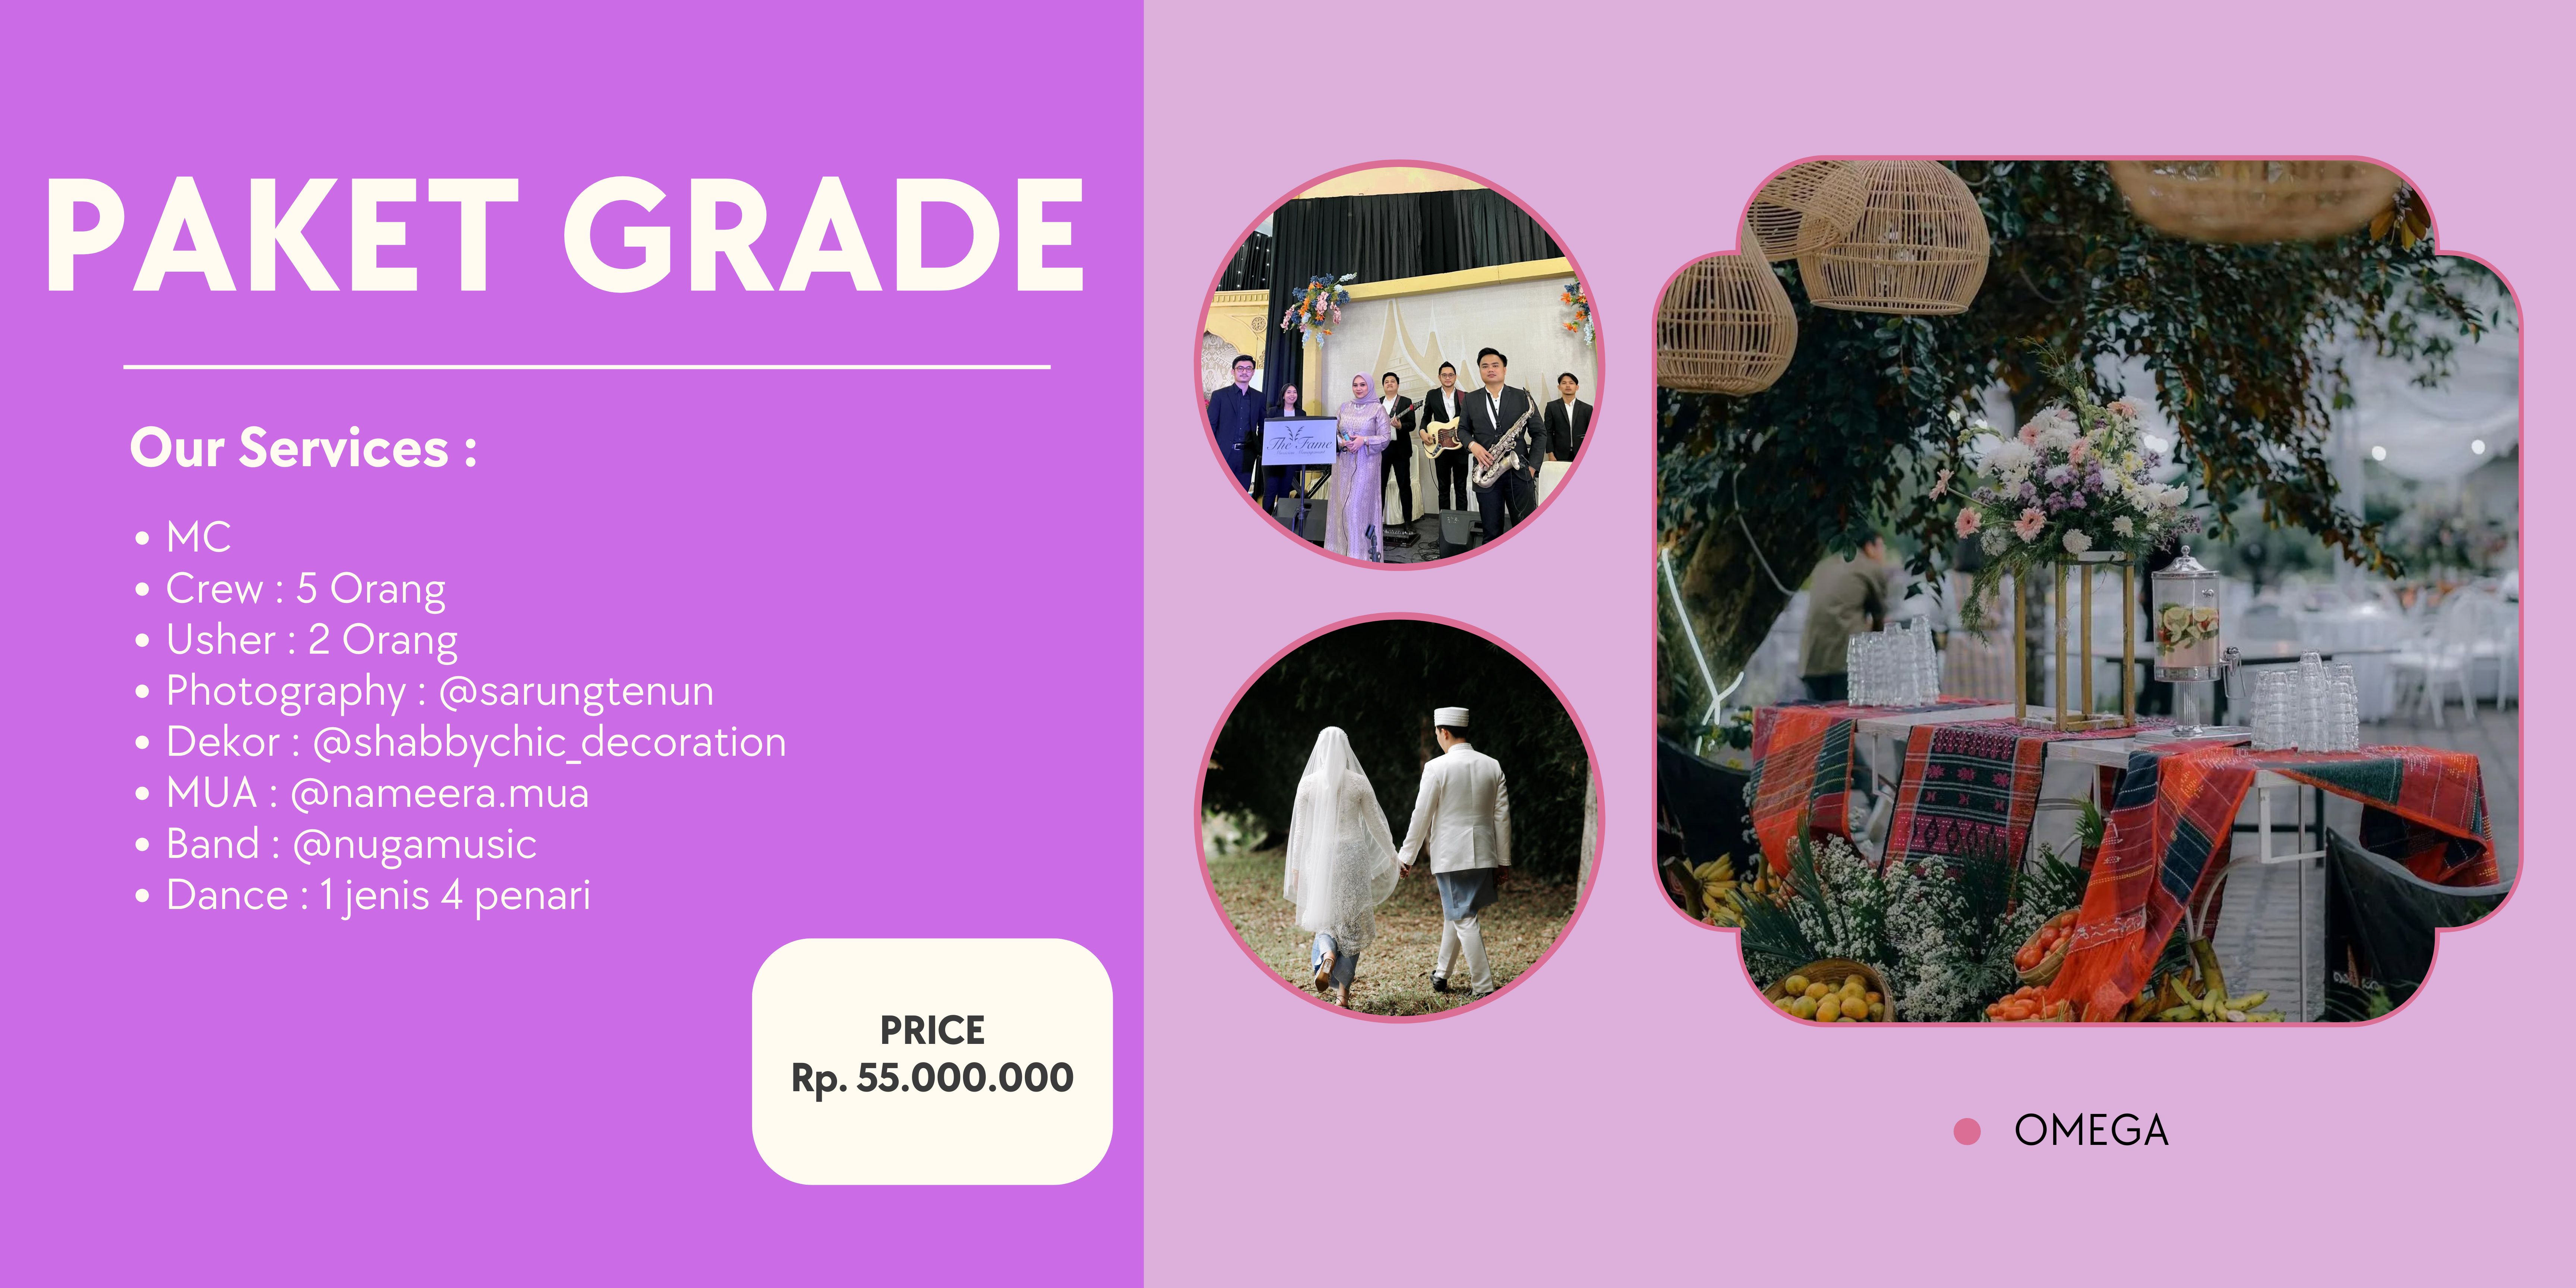 PAKET GRADE
Our Services :
• MC
• Crew : 5 Orang
• Usher : 2 Orang
• Photography : @sarungtenun
• Dekor : @shabbychic_decoration
• MUA : @nameera.mua
• Band : @nugamusic
• Dance : 1 jenis 4 penari
PRICE
Rp. 55.000.000
The Fame
OMEGA